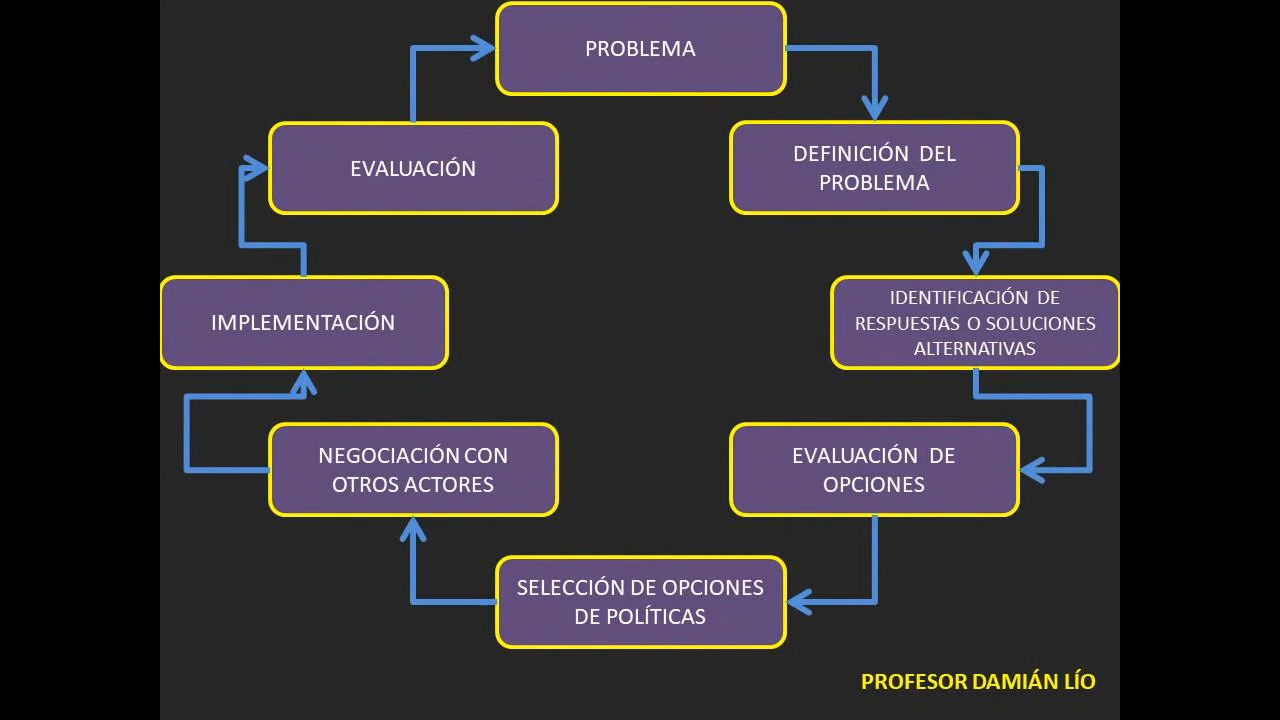 PROBLEMA
DEFINICIÓN DEL
PROBLEMA
IDENTIFICACIÓN DE
RESPUESTAS O SOLUCIONES
ALTERNATIVAS
EVALUACIÓN DE
OPCIONES
SELECCIÓN DE OPCIONES
DE POLÍTICAS
NEGOCIACIÓN CON
OTROS ACTORES
IMPLEMENTACIÓN
EVALUACIÓN
PROFESOR DAMIÁN LÍO